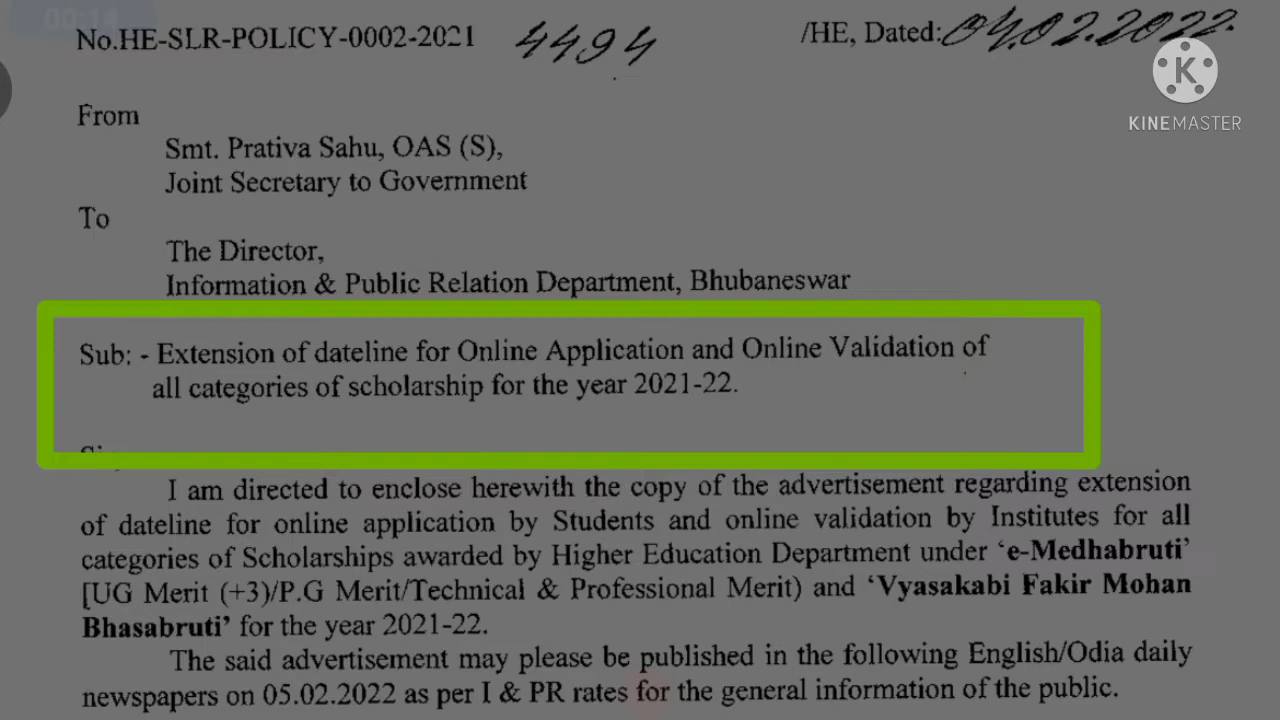 00:14
No.HE-SLR-POLICY-0002-2021 4494 /HE, Dated: 04.02.2022.
KINEMASTER
From
Smt. Prativa Sahu, OAS (S),
Joint Secretary to Government
To
The Director,
Information & Public Relation Department, Bhubaneswar
Sub: - Extension of dateline for Online Application and Online Validation of
all categories of scholarship for the year 2021-22.
I am directed to enclose herewith the copy of the advertisement regarding extension
of dateline for online application by Students and online validation by Institutes for all
categories of Scholarships awarded by Higher Education Department under ‘e-Medhabruti’
[UG Merit (+3)/P.G Merit/Technical & Professional Merit) and ‘Vyasakabi Fakir Mohan
Bhasabruti’ for the year 2021-22.
The said advertisement may please be published in the following English/Odia daily
newspapers on 05.02.2022 as per I & PR rates for the general information of the public.